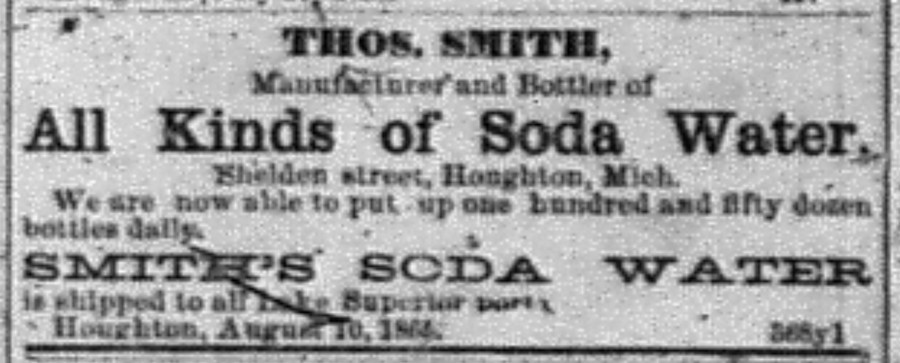 THOS. SMITH,
Manufacturer and Bottler of
All Kinds of Soda Water.
Shelden street, Houghton, Mich.
We are now able to put up one hundred and fifty dozen
bottles daily.
SMITH'S SODA WATER
is shipped to all Lake Superior ports
Houghton, August 10, 1865. 368y1